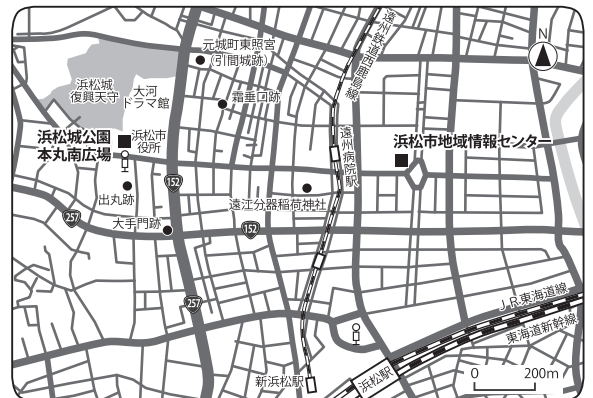 元城町東照宮
(引間城跡)
遠州鉄道西鹿島線
N
浜松城
復興天守
大河
ドラマ館
霜垂口跡
浜松城公園
本丸南広場
浜松市
役所
遠州病院駅
浜松市地域情報センター
152
出丸跡
遠江分器稲荷神社
257
大手門跡
152
257
JR東海道線
東海道新幹線
新浜松駅
浜松駅
0 200m